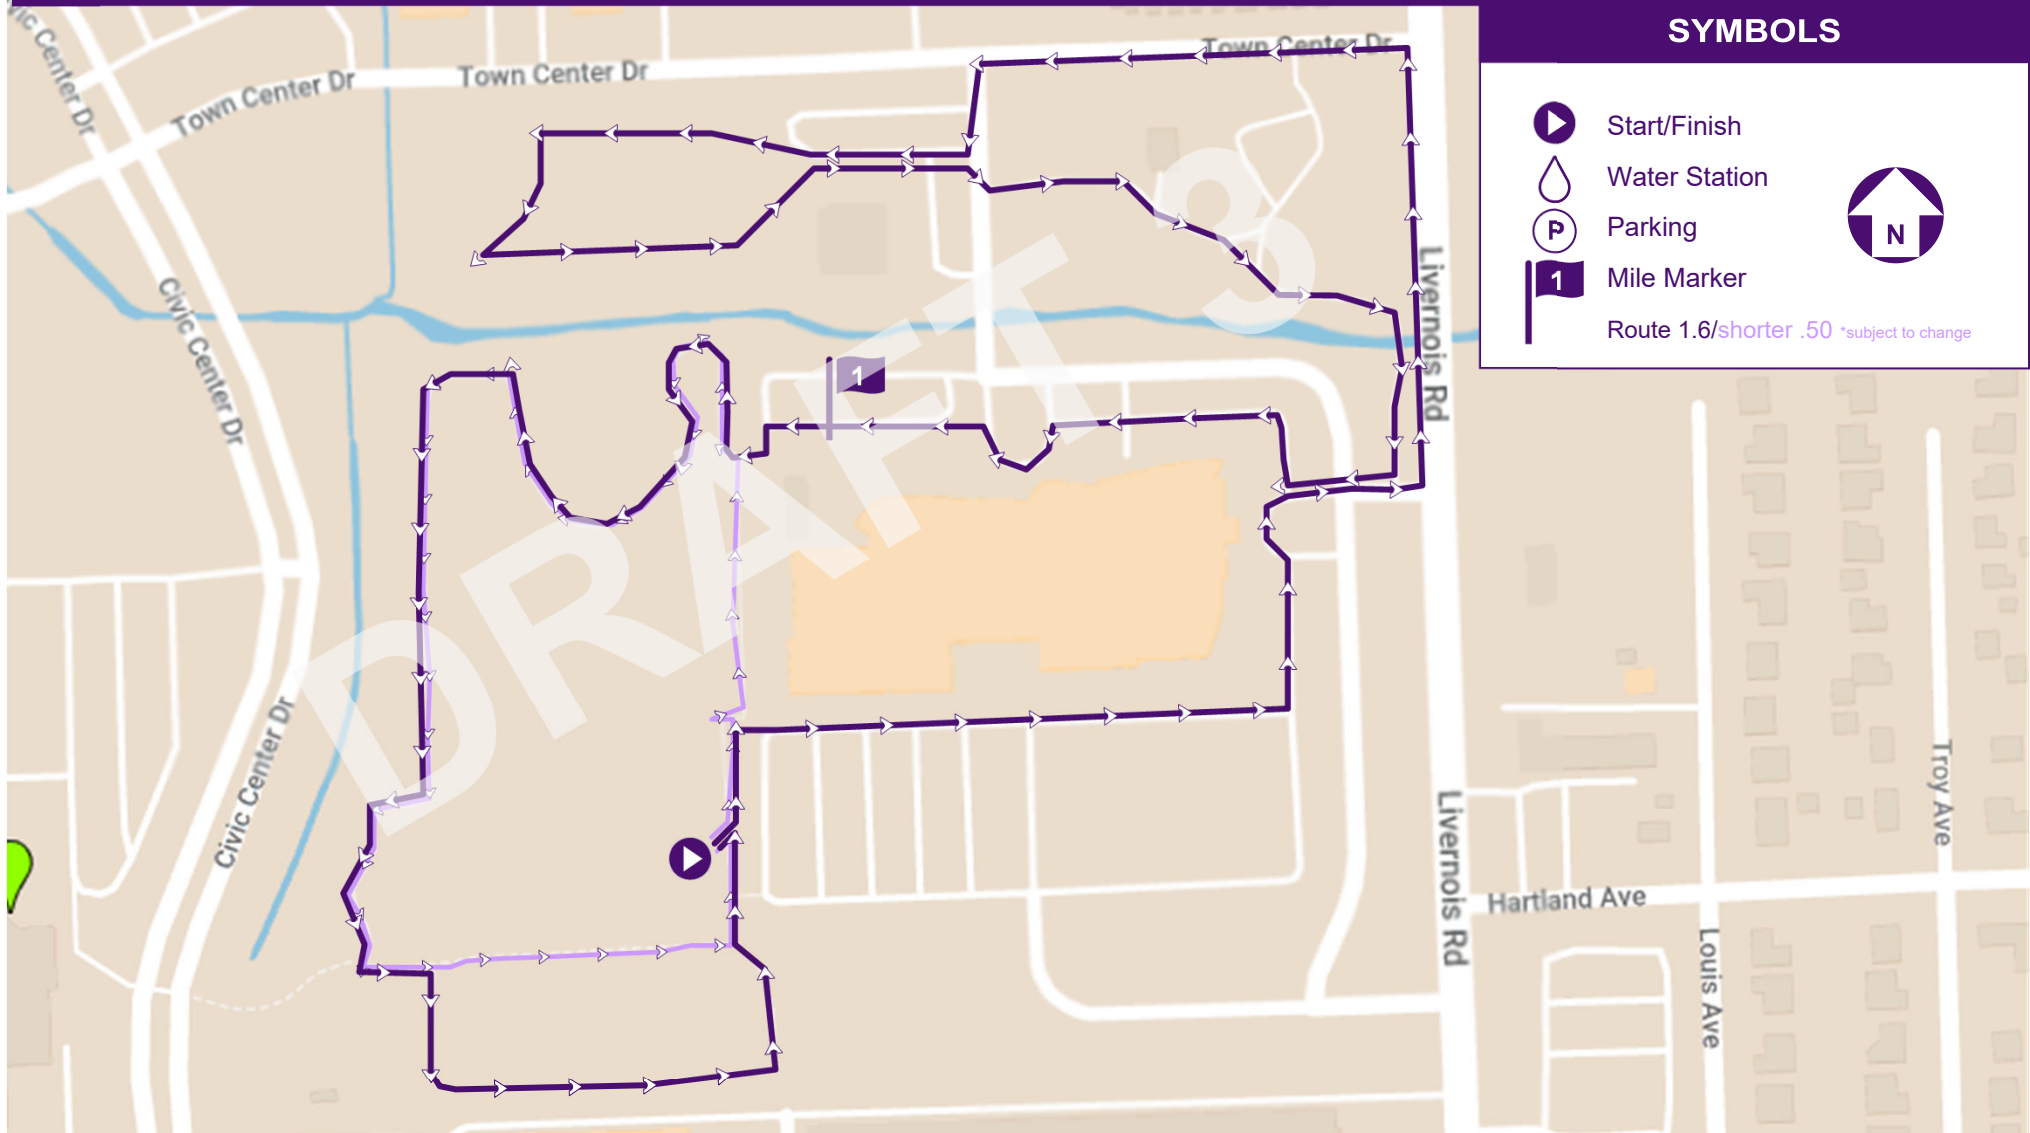 SYMBOLS
Start/Finish
Water Station
P
Parking
N
1
Mile Marker
Route 1.6/shorter .50 *subject to change
Town Center Dr
Town Center Dr
Town Center Dr
Civic Center Dr
Civic Center Dr
Civic Center Dr
Livernois Rd
Livernois Rd
1
DRAFT 3
Hartland Ave
Troy Ave
Louis Ave